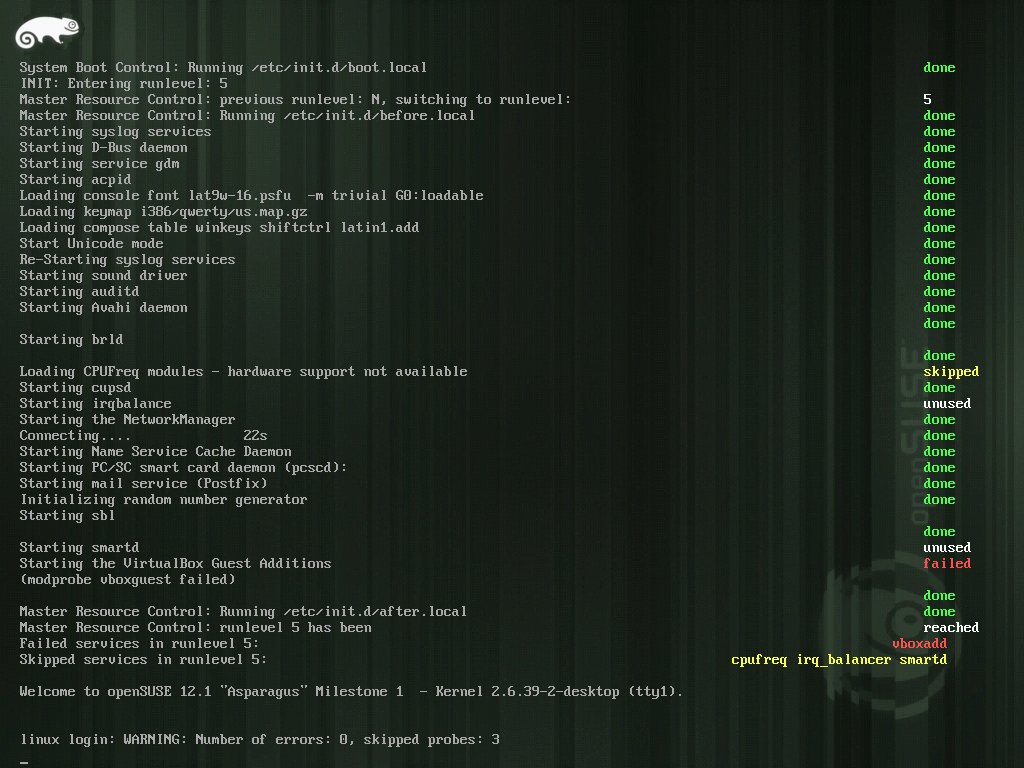 System Boot Control: Running /etc/init.d/boot.local done
INIT: Entering runlevel: 5
Master Resource Control: previous runlevel: N, switching to runlevel: 5
Master Resource Control: Running /etc/init.d/before.local done
Starting syslog services done
Starting D-Bus daemon done
Starting service gdm done
Starting acpid done
Loading console font lat9w-16.psfu  -m trivial G0:loadable done
Loading keymap i386/qwerty/us.map.gz done
Loading compose table winkeys shiftctrl latin1.add done
Start Unicode mode done
Re-Starting syslog services done
Starting sound driver done
Starting auditd done
Starting Avahi daemon done
done
Starting brld
done
Loading CPUFreq modules - hardware support not available skipped
Starting cupsd done
Starting irqbalance unused
Starting the NetworkManager done
Connecting.... 22s done
Starting Name Service Cache Daemon done
Starting PC/SC smart card daemon (pcscd): done
Starting mail service (Postfix) done
Initializing random number generator done
Starting sbl
done
Starting smartd unused
Starting the VirtualBox Guest Additions failed
(modprobe vboxguest failed)
done
Master Resource Control: Running /etc/init.d/after.local done
Master Resource Control: runlevel 5 has been reached
Failed services in runlevel 5: vboxadd
Skipped services in runlevel 5: cpufreq irq_balancer smartd
Welcome to openSUSE 12.1 "Asparagus" Milestone 1  - Kernel 2.6.39-2-desktop (tty1).
linux login: WARNING: Number of errors: 0, skipped probes: 3
_
openSUSE